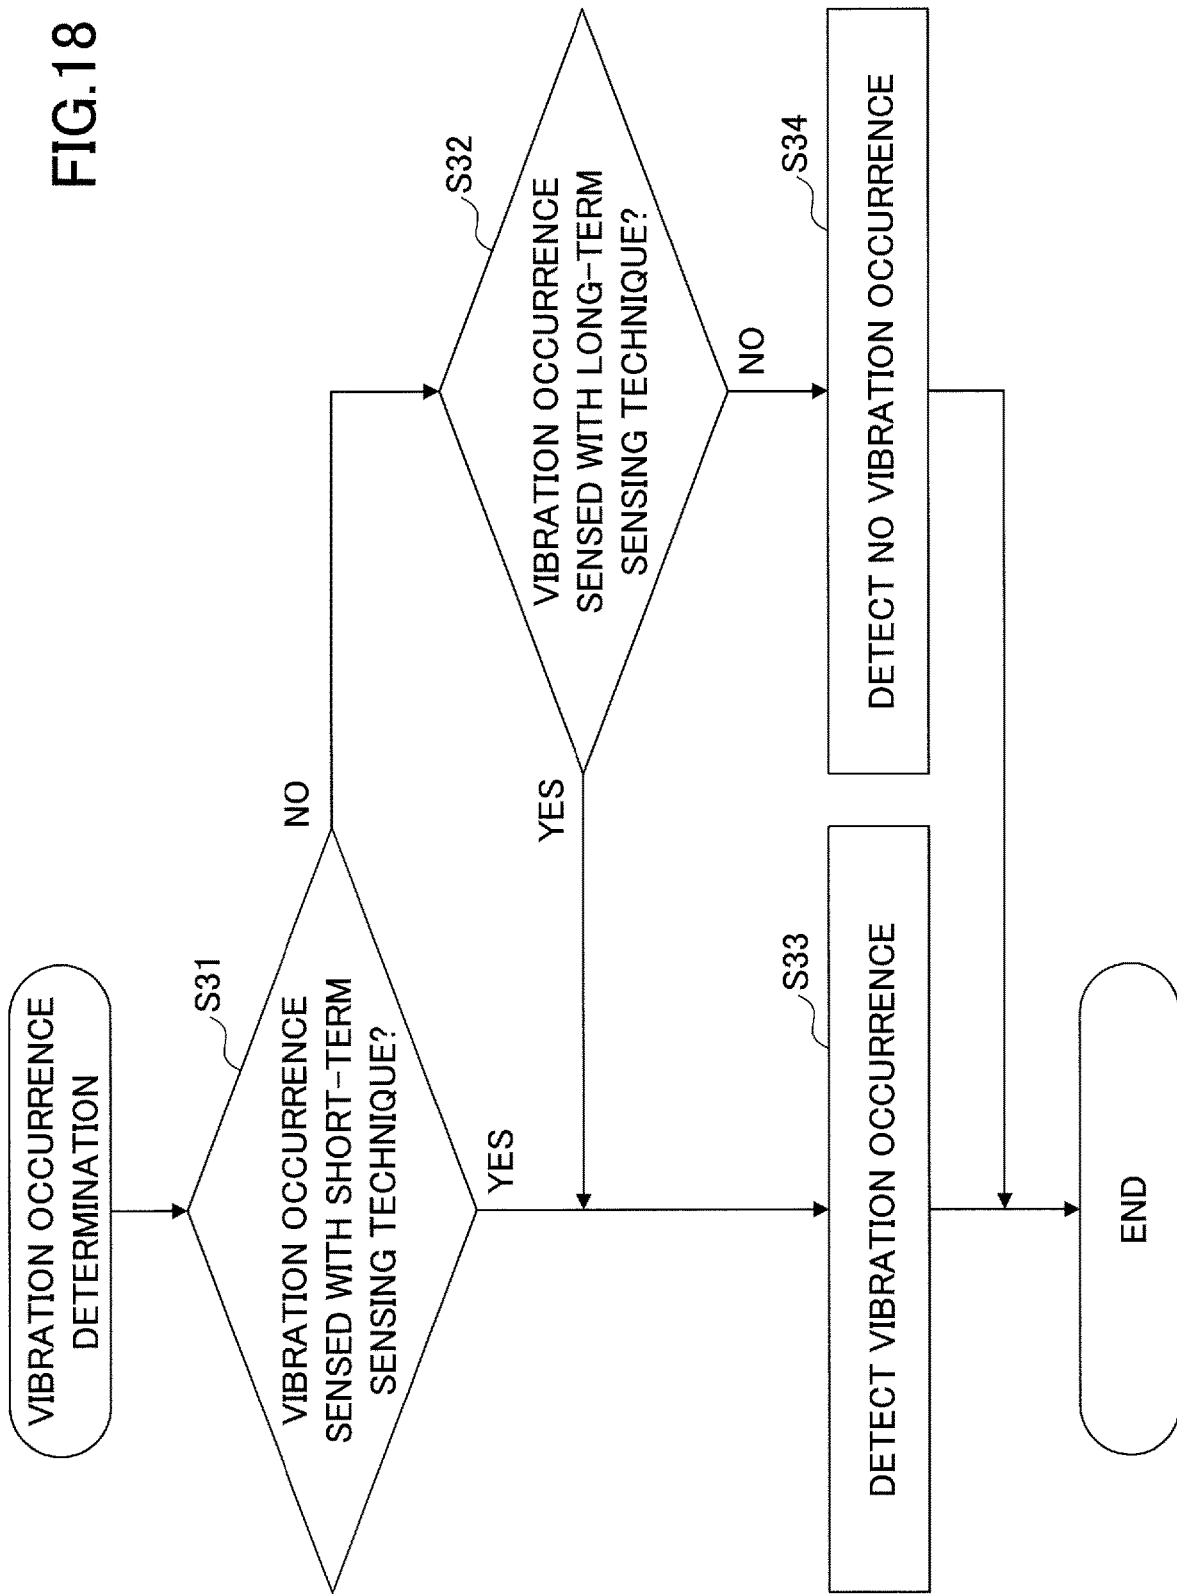 FIG.18
VIBRATION OCCURRENCE
DETERMINATION
S31
VIBRATION OCCURRENCE
SENSED WITH SHORT-TERM
SENSING TECHNIQUE?
NO
YES
S32
VIBRATION OCCURRENCE
SENSED WITH LONG-TERM
SENSING TECHNIQUE?
YES
NO
S33
DETECT VIBRATION OCCURRENCE
S34
DETECT NO VIBRATION OCCURRENCE
END